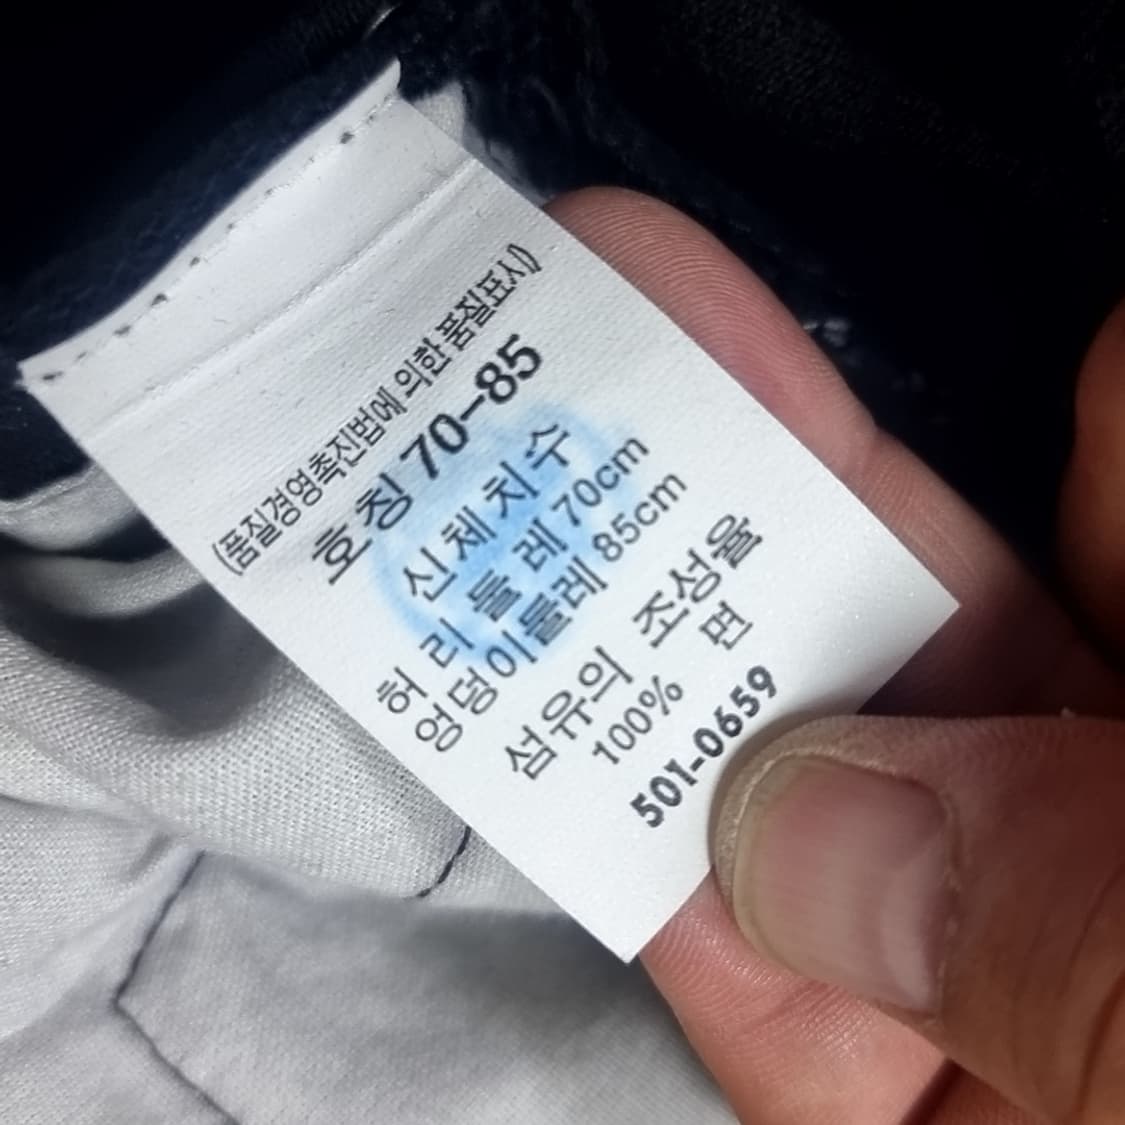 (품질경영촉진법에 의한 품질표시)
호칭 70-85
신체 치수
허리둘레 70cm
엉덩이둘레 85cm
섬유의 조성율
100% 면
501-0659